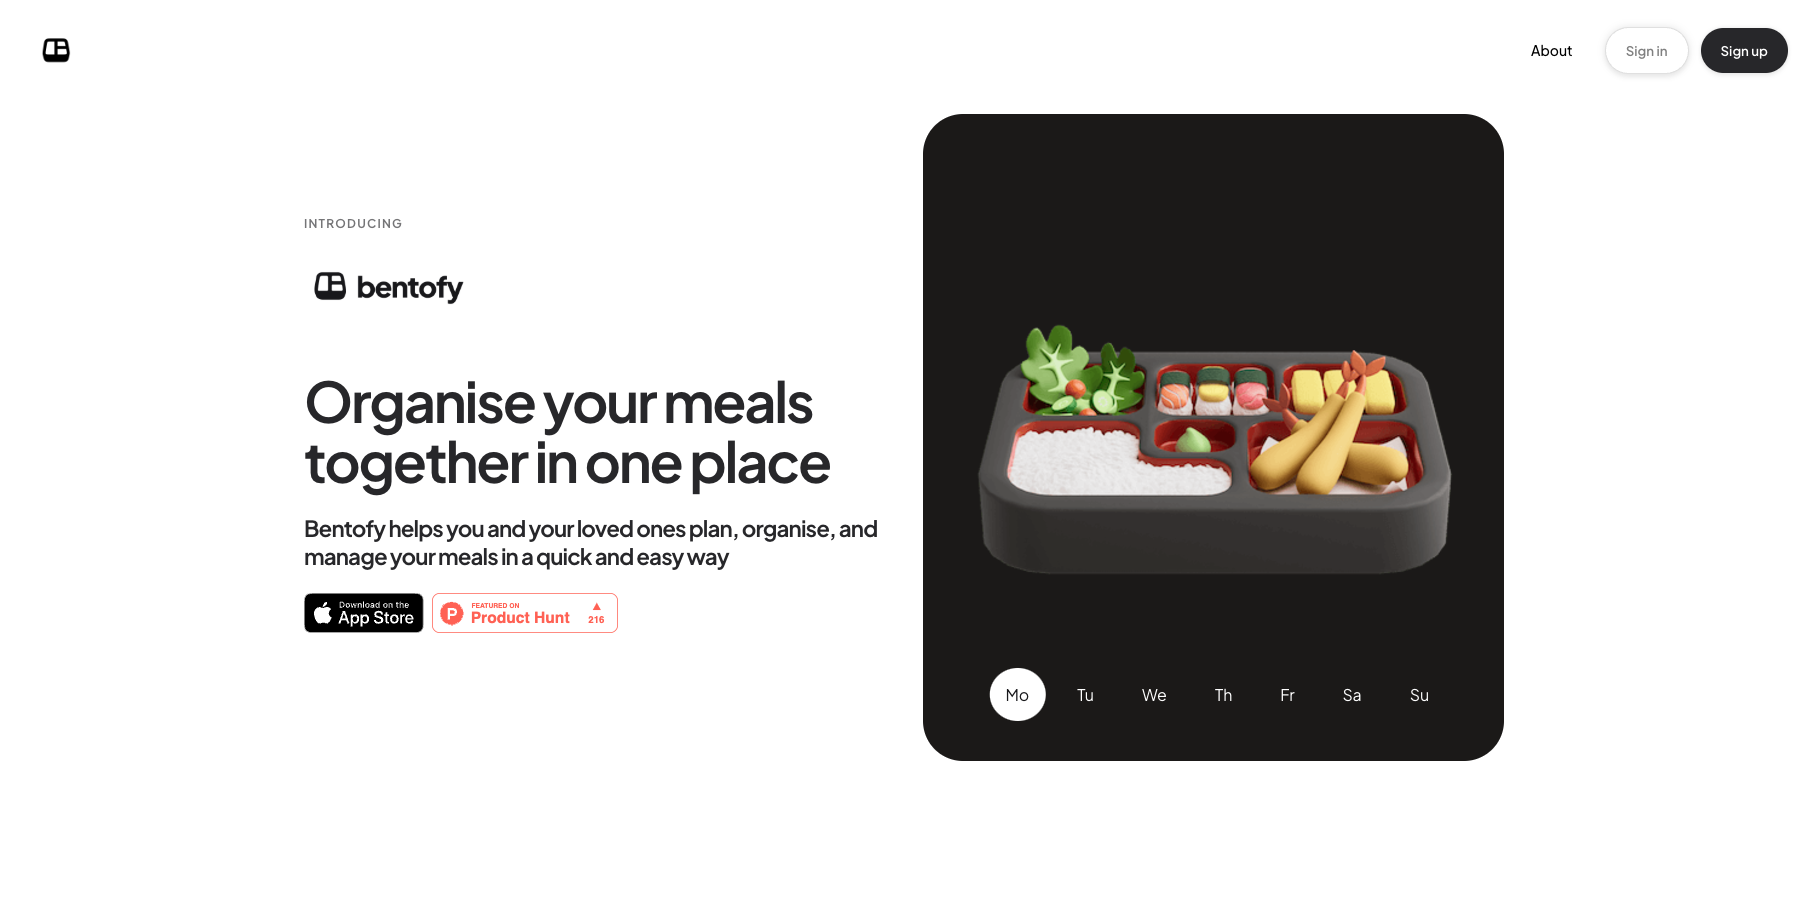 About
Sign in
Sign up
INTRODUCING
bentofy
Organise your meals
together in one place
Bentofy helps you and your loved ones plan, organise, and
manage your meals in a quick and easy way
Download on the
App Store
P
FEATURED ON
Product Hunt
▲
216
Mo Tu We Th Fr Sa Su